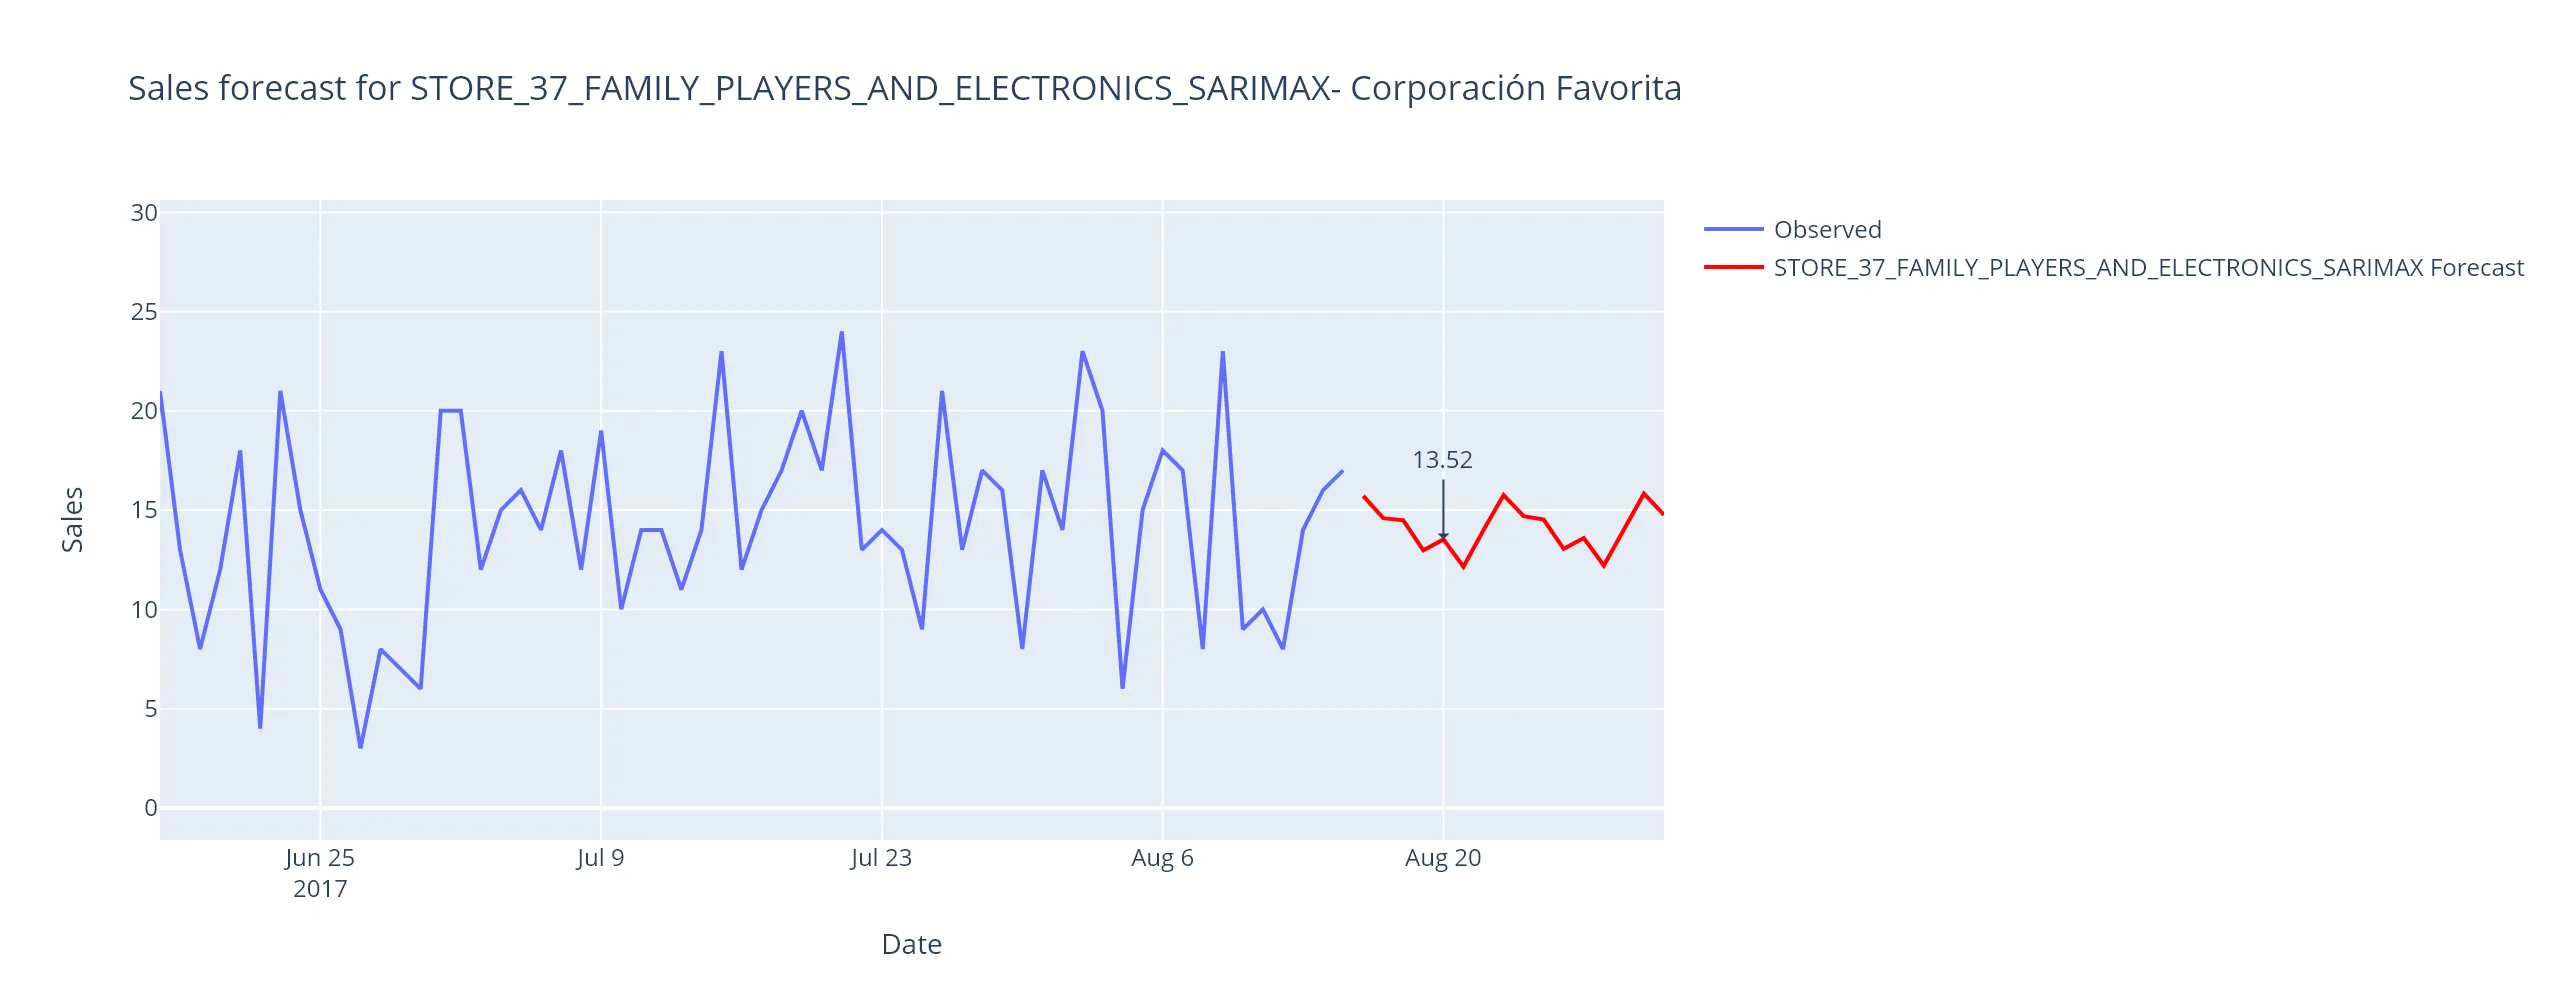 Sales forecast for STORE_37_FAMILY_PLAYERS_AND_ELECTRONICS_SARIMAX- Corporación Favorita
Observed
STORE_37_FAMILY_PLAYERS_AND_ELECTRONICS_SARIMAX Forecast
30
25
20
15
10
5
0
Sales
13.52
Jun 25
2017
Jul 9
Jul 23
Aug 6
Aug 20
Date